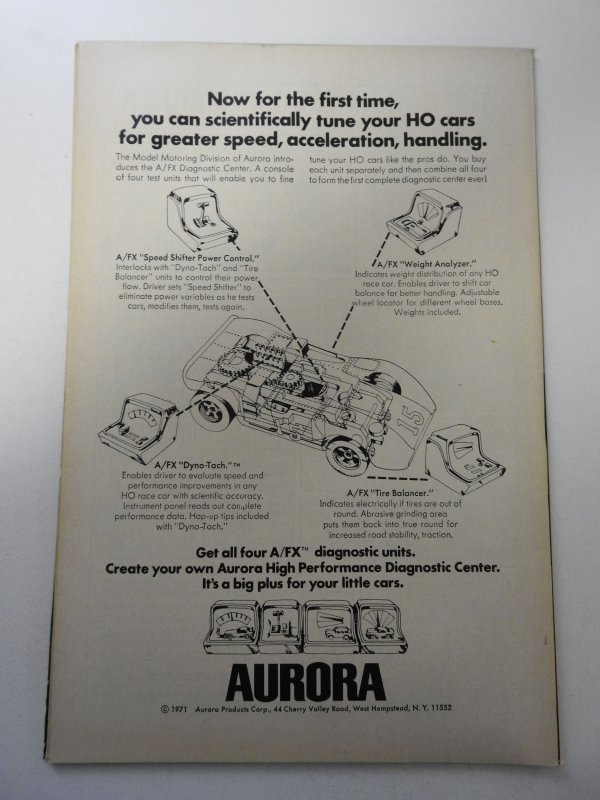 Now for the first time,
you can scientifically tune your HO cars
for greater speed, acceleration, handling.
The Model Motoring Division of Aurora intro-
duces the A/FX Diagnostic Center. A console
of four test units that will enable you to fine
tune your HO cars like the pros do. You buy
each unit separately and then combine all four
to form the first complete diagnostic center ever!
A/FX "Speed Shifter Power Control."
Interlocks with "Dyno-Tach" and "Tire
Balancer" units to control their power
flow. Driver sets "Speed Shifter" to
eliminate power variables as he tests
cars, modifies them, tests again.
A/FX "Weight Analyzer."
Indicates weight distribution of any HO
race car. Enables driver to shift car
balance for better handling. Adjustable
wheel locator for different wheel bases.
Weights included.
15
A/FX "Dyno-Tach."™
Enables driver to evaluate speed and
performance improvements in any
HO race car with scientific accuracy.
Instrument panel reads out complete
performance data. Hop-up tips included
with "Dyno-Tach."
A/FX "Tire Balancer."
Indicates electrically if tires are out of
round. Abrasive grinding area
puts them back into true round for
increased road stability, traction.
Get all four A/FX™ diagnostic units.
Create your own Aurora High Performance Diagnostic Center.
It's a big plus for your little cars.
AURORA
© 1971 Aurora Products Corp., 44 Cherry Valley Road, West Hempstead, N. Y. 11552